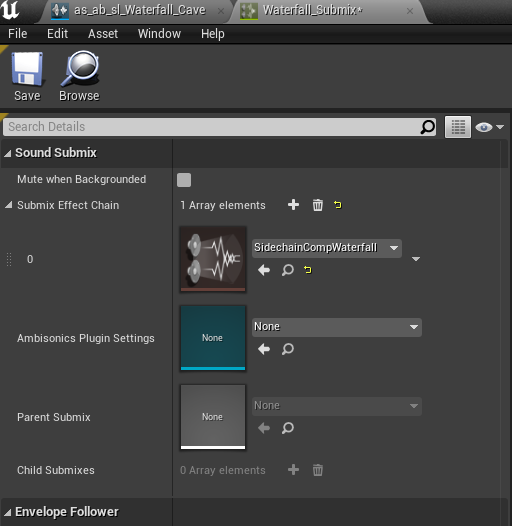 as_ab_sl_Waterfall_Cave
Waterfall_Submix*
File Edit Asset Window Help
Save Browse
Search Details
Sound Submix
Mute when Backgrounded
Submix Effect Chain 1 Array elements
0 SidechainCompWaterfall
Ambisonics Plugin Settings None None
Parent Submix None None
Child Submixes 0 Array elements
Envelope Follower